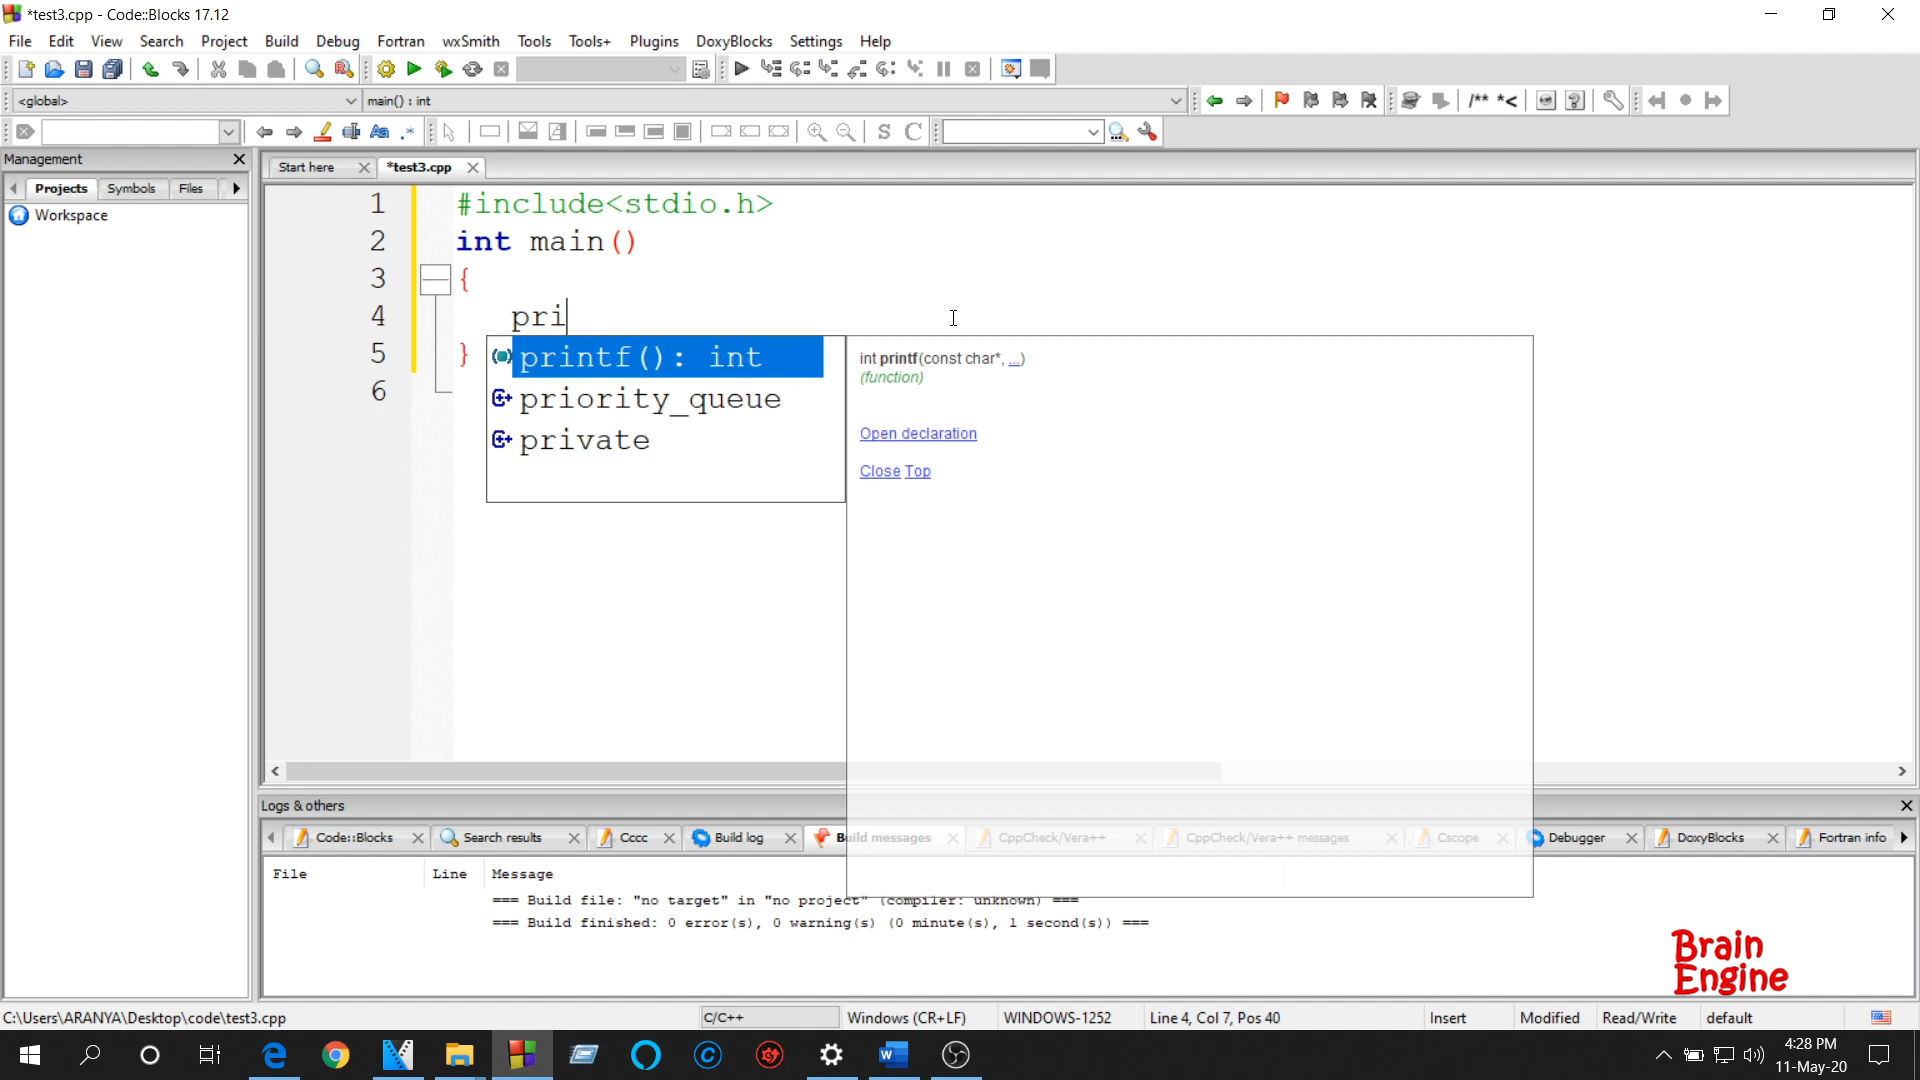 *test3.cpp - Code::Blocks 17.12
File Edit View Search Project Build Debug Fortran wxSmith Tools Tools+ Plugins DoxyBlocks Settings Help
<global> main() : int
/** *<
Aa .*
S C
Management
Start here *test3.cpp
Projects Symbols Files
Workspace
1 #include<stdio.h>
2 int main()
3 {
4 pri
5 }
6
printf(): int
priority_queue
private
int printf(const char*, ...)
(function)
Open declaration
Close Top
Logs & others
Code::Blocks Search results Cccc Build log Build messages CppCheck/Vera++ CppCheck/Vera++ messages Cscope Debugger DoxyBlocks Fortran info
File Line Message
=== Build file: "no target" in "no project" (compiler: unknown) ===
=== Build finished: 0 error(s), 0 warning(s) (0 minute(s), 1 second(s)) ===
Brain
Engine
C:\Users\ARANYA\Desktop\code\test3.cpp C/C++ Windows (CR+LF) WINDOWS-1252 Line 4, Col 7, Pos 40 Insert Modified Read/Write default
4:28 PM
11-May-20